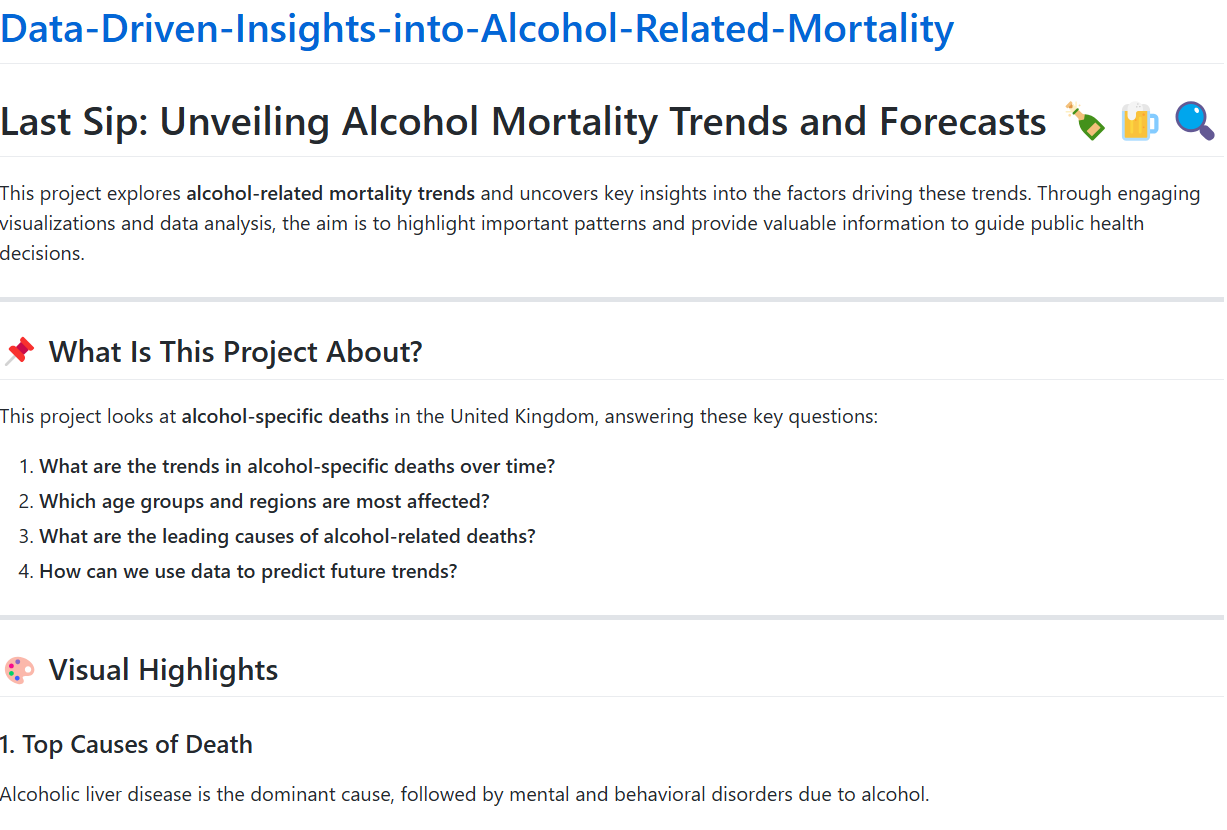 Data-Driven-Insights-into-Alcohol-Related-Mortality
Last Sip: Unveiling Alcohol Mortality Trends and Forecasts 🍾 🍺 🔍
This project explores alcohol-related mortality trends and uncovers key insights into the factors driving these trends. Through engaging
visualizations and data analysis, the aim is to highlight important patterns and provide valuable information to guide public health
decisions.
📌 What Is This Project About?
This project looks at alcohol-specific deaths in the United Kingdom, answering these key questions:
1. What are the trends in alcohol-specific deaths over time?
2. Which age groups and regions are most affected?
3. What are the leading causes of alcohol-related deaths?
4. How can we use data to predict future trends?
🎨 Visual Highlights
1. Top Causes of Death
Alcoholic liver disease is the dominant cause, followed by mental and behavioral disorders due to alcohol.